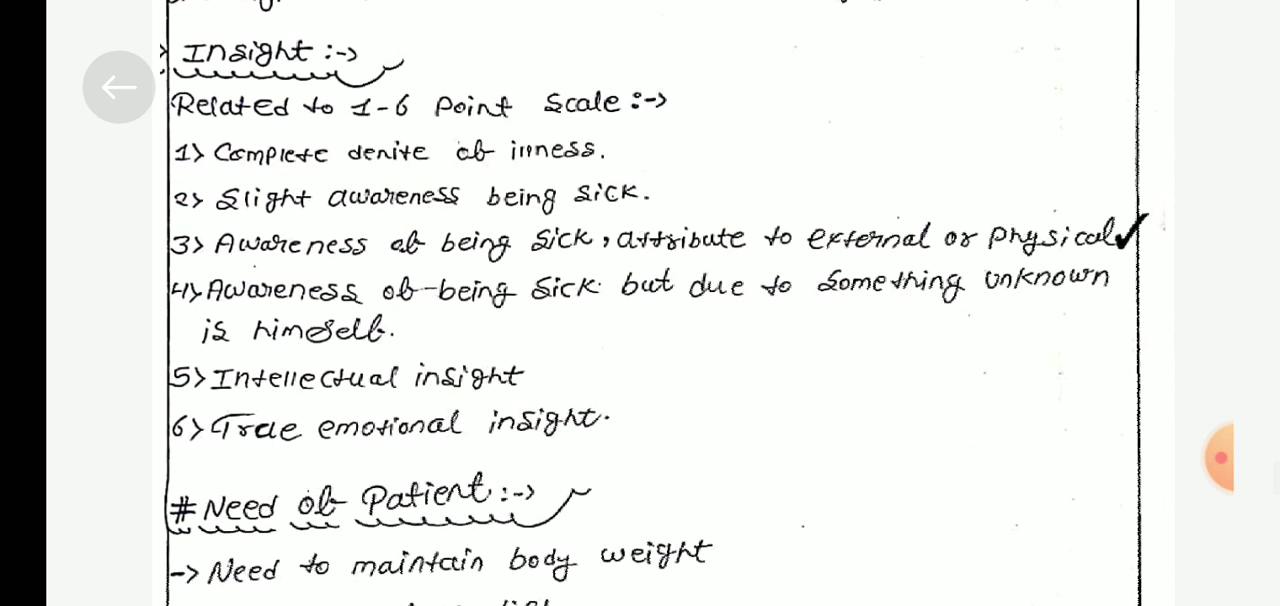 Insight :->
Related to 1-6 Point Scale :->
1> Complete denile of illness.
2> Slight awareness being sick.
3> Awareness of being sick, attribute to external or physical ✓
4> Awareness of being sick but due to something unknown
is himself.
5> Intellectual insight
6> True emotional insight.
# Need of Patient :->
-> Need to maintain body weight